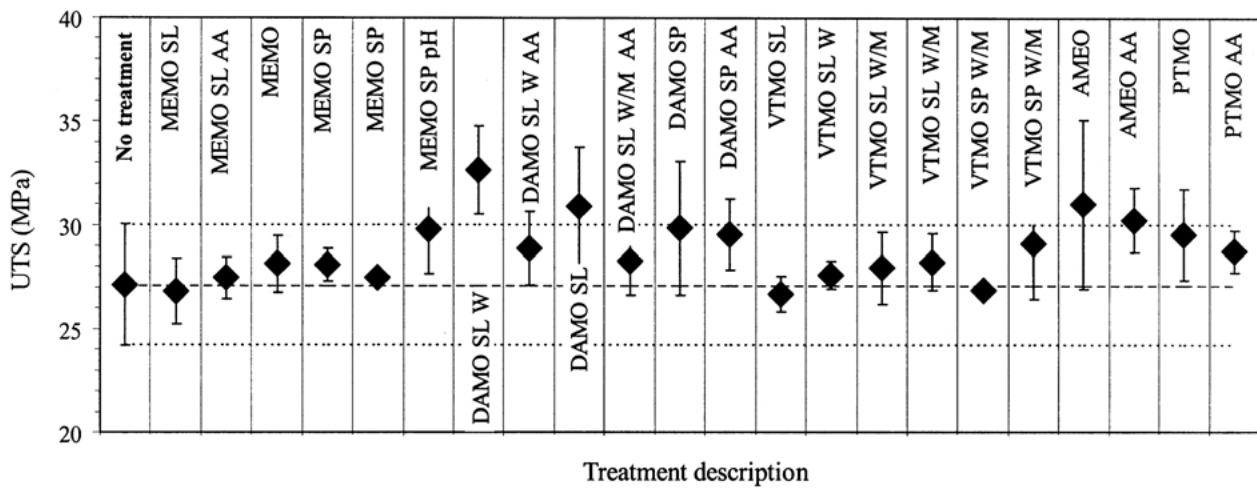 40
35
30
25
20
UTS (MPa)
No treatment
MEMO SL
MEMO SL AA
MEMO
MEMO SP
MEMO SP
MEMO SP pH
DAMO SL W
DAMO SL W AA
DAMO SL
DAMO SL W/M AA
DAMO SP
DAMO SP AA
VTMO SL
VTMO SL W
VTMO SL W/M
VTMO SL W/M
VTMO SP W/M
VTMO SP W/M
AMEO
AMEO AA
PTMO
PTMO AA
Treatment description